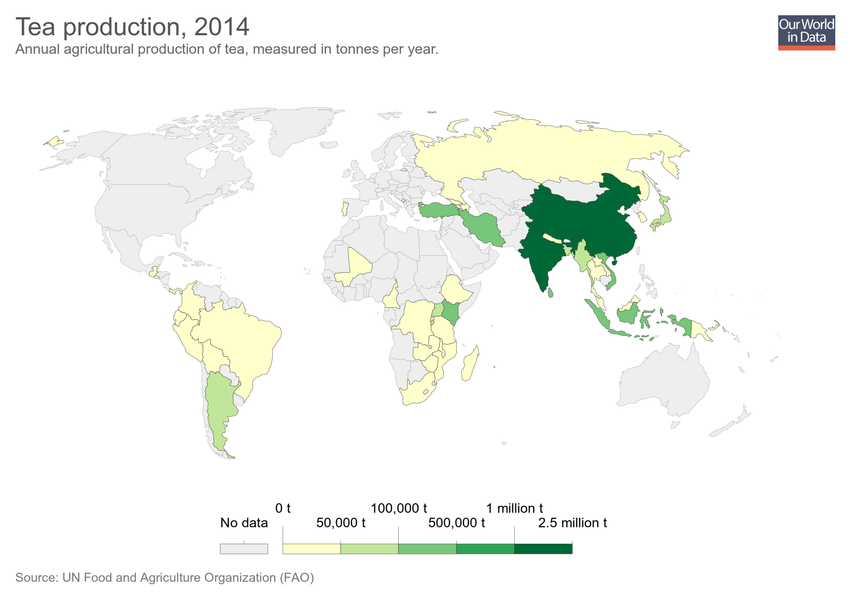 Tea production, 2014
Annual agricultural production of tea, measured in tonnes per year.
Our World
in Data
0 t 100,000 t 1 million t
No data 50,000 t 500,000 t 2.5 million t
Source: UN Food and Agriculture Organization (FAO)